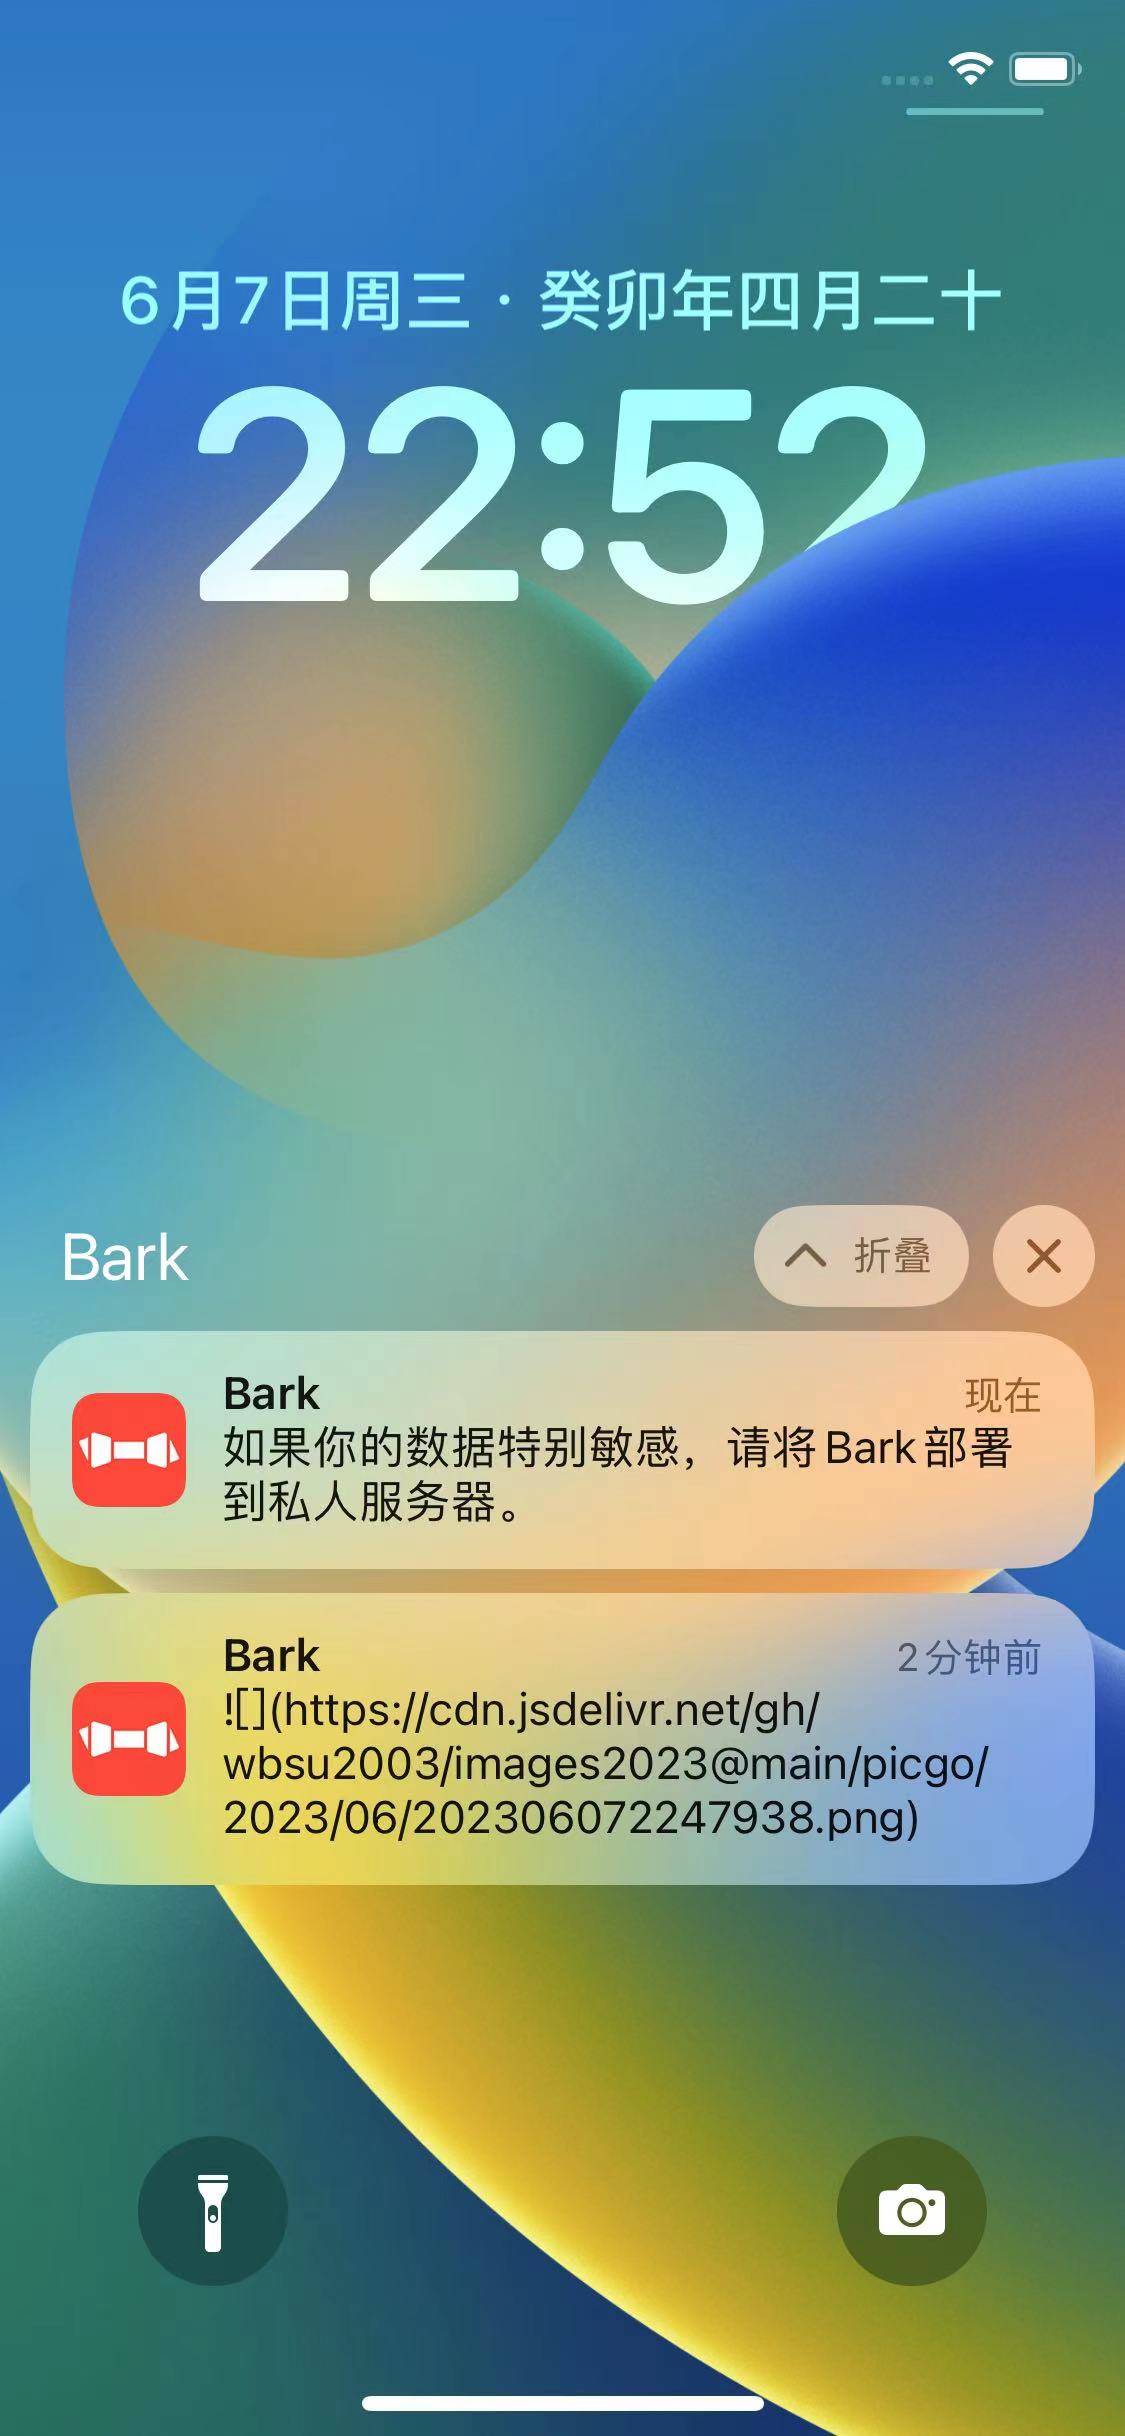 6月7日周三 · 癸卯年四月二十
22:52
Bark
折叠
Bark
现在
如果你的数据特别敏感，请将Bark部署
到私人服务器。
Bark
2分钟前
![](https://cdn.jsdelivr.net/gh/
wbsu2003/images2023@main/picgo/
2023/06/202306072247938.png)